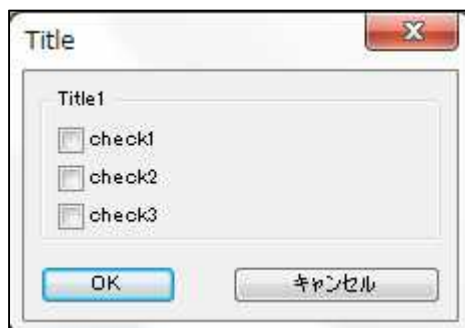 Title
Title1
check1
check2
check3
OK
キャンセル